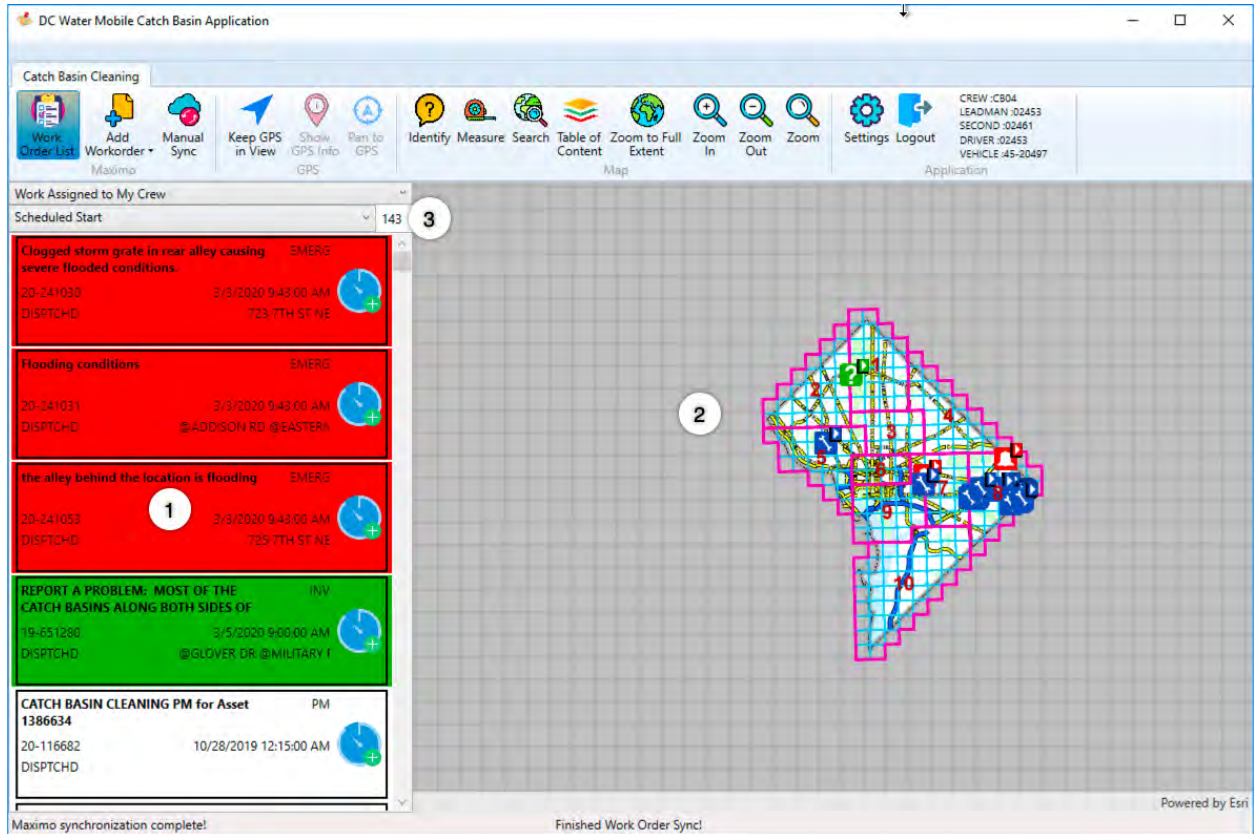 DC Water Mobile Catch Basin Application
Catch Basin Cleaning
Work Order List
Add Workorder
Manual Sync
Maximo
Keep GPS in View
Show GPS Info
Pan to GPS
GPS
Identify
Measure
Search
Table of Content
Zoom to Full Extent
Zoom In
Zoom Out
Zoom
Map
Settings
Logout
CREW :CB04
LEADMAN :02453
SECOND :02461
DRIVER :02453
VEHICLE :45-20497
Application
Work Assigned to My Crew
Scheduled Start
143
3
Clogged storm grate in rear alley causing EMERG
severe flooded conditions.
20-241030 3/3/2020 9:43:00 AM
DISPTCHD 723 7TH ST NE
Flooding conditions EMERG
20-241031 3/3/2020 9:43:00 AM
DISPTCHD @ADDISON RD @EASTERN
the alley behind the location is flooding EMERG
1
20-241053 3/3/2020 9:43:00 AM
DISPTCHD 725 7TH ST NE
REPORT A PROBLEM: MOST OF THE INV
CATCH BASINS ALONG BOTH SIDES OF
19-651280 3/5/2020 9:00:00 AM
DISPTCHD @GLOVER DR @MILITARY
CATCH BASIN CLEANING PM for Asset PM
1386634
20-116682 10/28/2019 12:15:00 AM
DISPTCHD
2
?
1
2
4
3
5
6
7
8
9
10
Powered by Esri
Maximo synchronization complete!
Finished Work Order Sync!